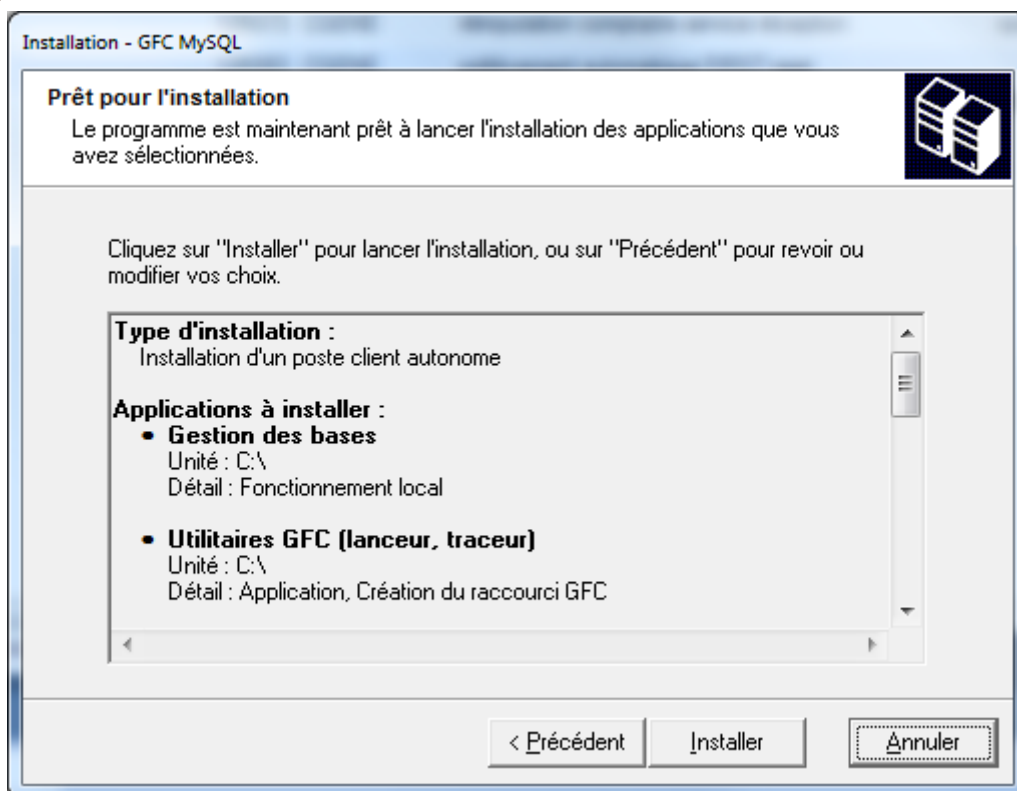 Installation - GFC MySQL
Prêt pour l'installation
Le programme est maintenant prêt à lancer l'installation des applications que vous
avez sélectionnées.
Cliquez sur "Installer" pour lancer l'installation, ou sur "Précédent" pour revoir ou
modifier vos choix.
Type d'installation :
Installation d'un poste client autonome
Applications à installer :
• Gestion des bases
Unité : C:\
Détail : Fonctionnement local
• Utilitaires GFC (lanceur, traceur)
Unité : C:\
Détail : Application, Création du raccourci GFC
< Précédent
Installer
Annuler